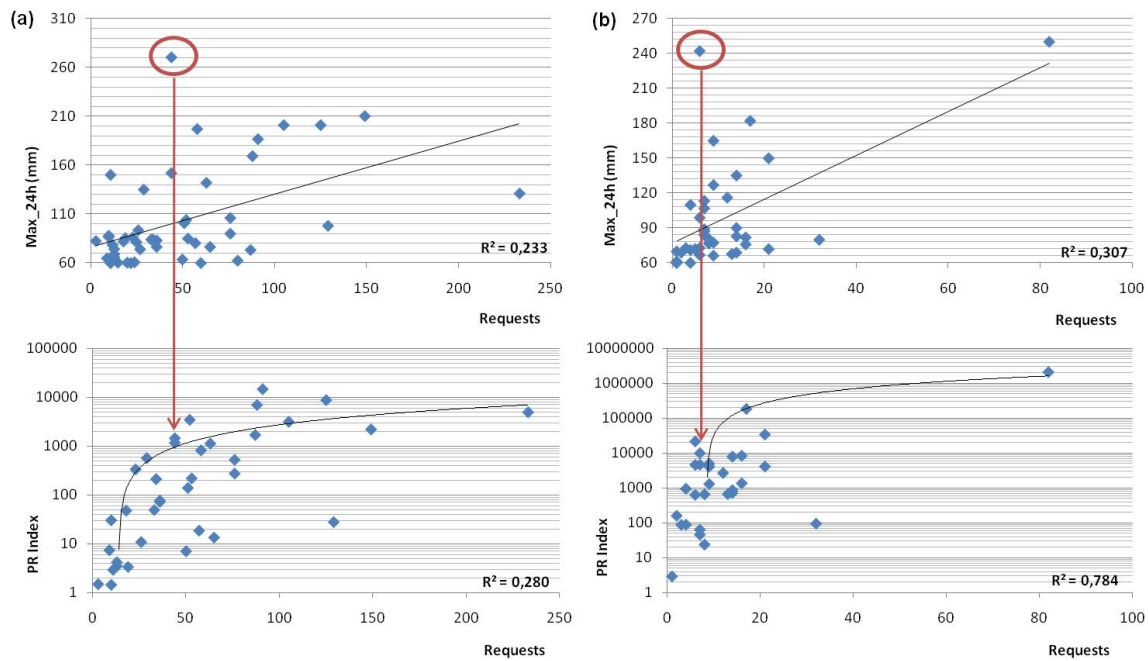 (a)
310
260
210
160
110
60
Max_24h (mm)
R² = 0,233
0 50 100 150 200 250
Requests
(b)
270
240
210
180
150
120
90
60
Max_24h (mm)
R² = 0,307
0 20 40 60 80 100
Requests
100000
10000
1000
100
10
1
PR Index
R² = 0,280
0 50 100 150 200 250
Requests
10000000
1000000
100000
10000
1000
100
10
1
PR Index
R² = 0,784
0 20 40 60 80 100
Requests